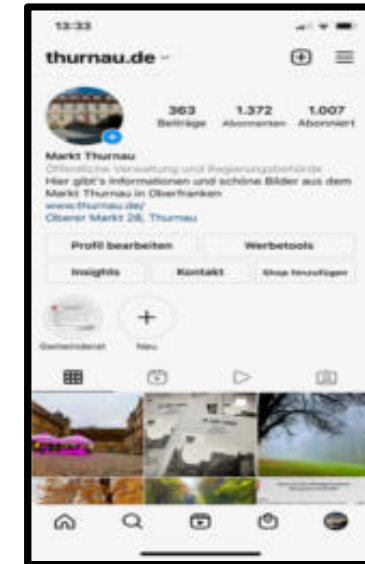 13:33
thurnau.de
363 1.372 1.007
Beiträge Abonnenten Abonniert
Markt Thurnau
Öffentliche Verwaltung und Regierungsbehörde
Hier gibt's Informationen und schöne Bilder aus dem
Markt Thurnau in Oberfranken
www.thurnau.de/
Oberer Markt 28, Thurnau
Profil bearbeiten Werbetools
Insights Kontakt Shop hinzufügen
Gemeinderat Neu